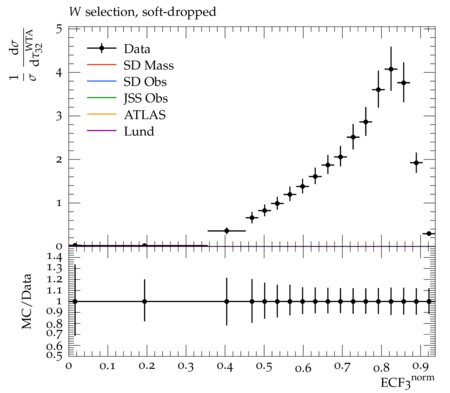 W selection, soft-dropped
1/σ dσ/dτ₃₂^WTA
5
4
3
2
1
0
Data
SD Mass
SD Obs
JSS Obs
ATLAS
Lund
MC/Data
1.4
1.3
1.2
1.1
1
0.9
0.8
0.7
0.6
0.5
0 0.1 0.2 0.3 0.4 0.5 0.6 0.7 0.8 0.9
ECF3^norm